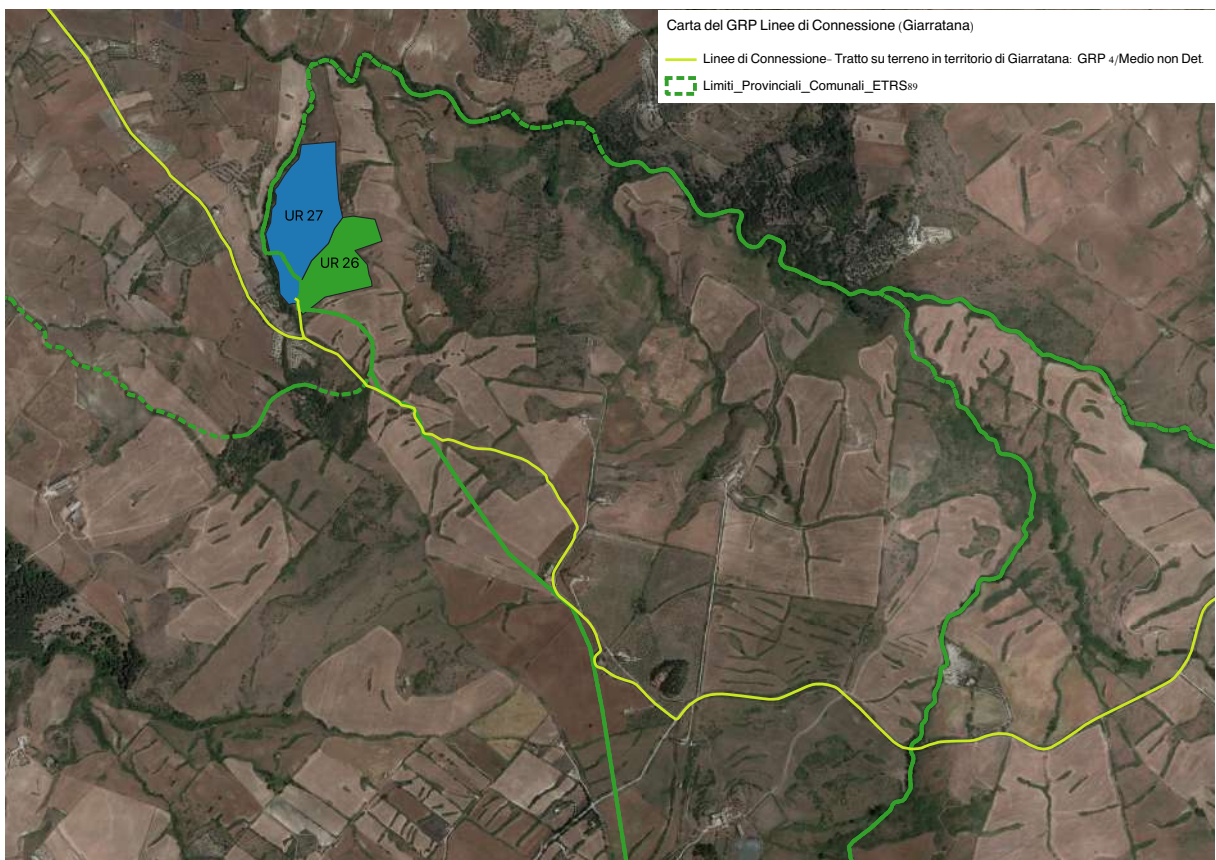 Carta del GRP Linee di Connessione (Giarratana)
Linee di Connessione- Tratto su terreno in territorio di Giarratana: GRP 4/Medio non Det.
Limiti_Provinciali_Comunali_ETRS89
UR 27
UR 26